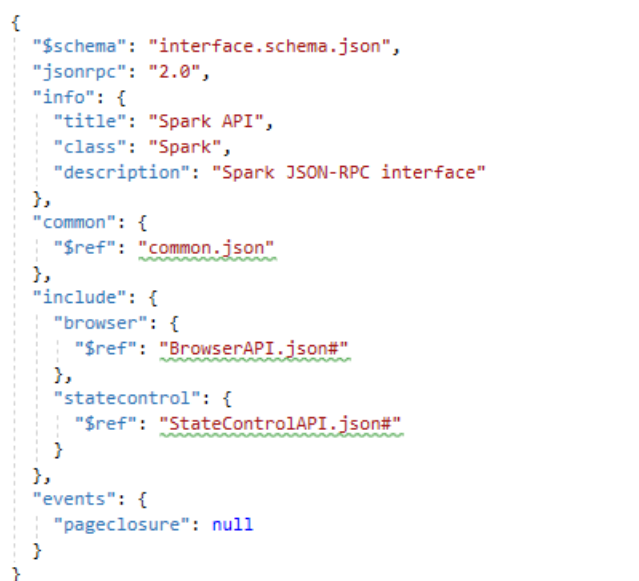 {
  "$schema": "interface.schema.json",
  "jsonrpc": "2.0",
  "info": {
    "title": "Spark API",
    "class": "Spark",
    "description": "Spark JSON-RPC interface"
  },
  "common": {
    "$ref": "common.json"
  },
  "include": {
    "browser": {
      "$ref": "BrowserAPI.json#"
    },
    "statecontrol": {
      "$ref": "StateControlAPI.json#"
    }
  },
  "events": {
    "pageclosure": null
  }
}